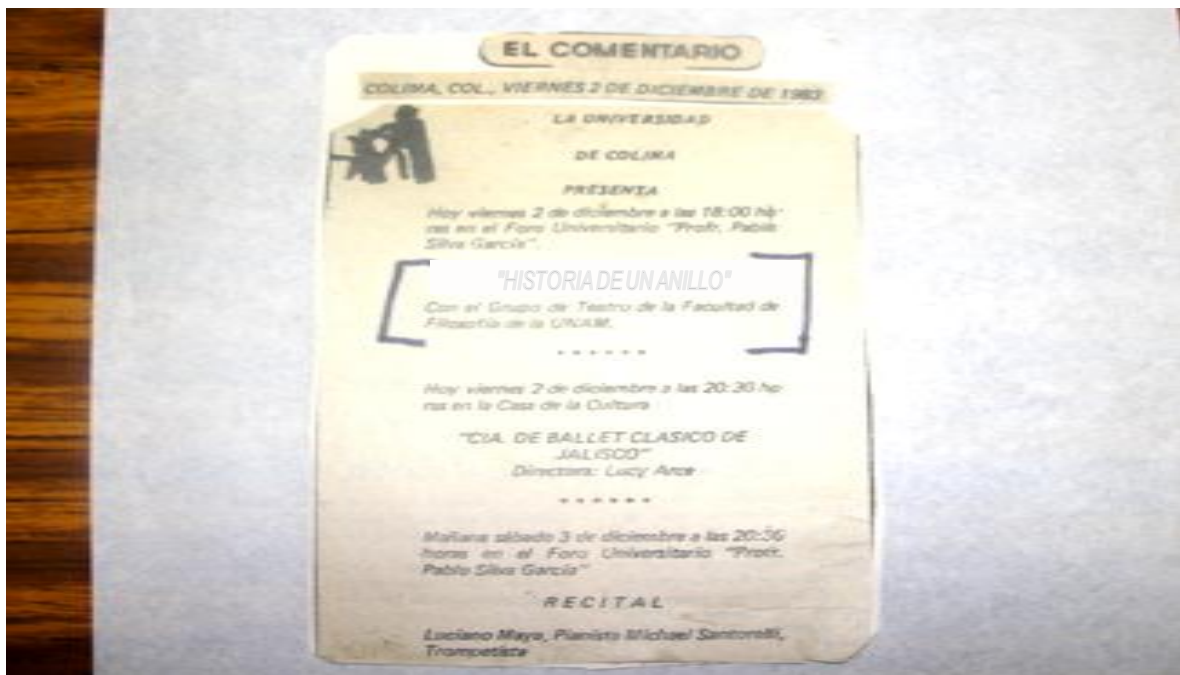 EL COMENTARIO
COLIMA, COL., VIERNES 2 DE DICIEMBRE DE 1983
LA UNIVERSIDAD
DE COLIMA
PRESENTA
Hoy viernes 2 de diciembre a las 18:00 ho-
ras en el Foro Universitario "Profr. Pablo
Silva García".
"HISTORIA DE UN ANILLO"
Con el Grupo de Teatro de la Facultad de
Filosofía de la UNAM.
* * * * * *
Hoy viernes 2 de diciembre a las 20:30 ho-
ras en la Casa de la Cultura
"CIA. DE BALLET CLASICO DE
JALISCO"
Directora: Lucy Arce
* * * * * *
Mañana sábado 3 de diciembre a las 20:30
horas en el Foro Universitario "Profr.
Pablo Silva García"
RECITAL
Luciano Maya, Pianista Michael Santorelli,
Trompetista